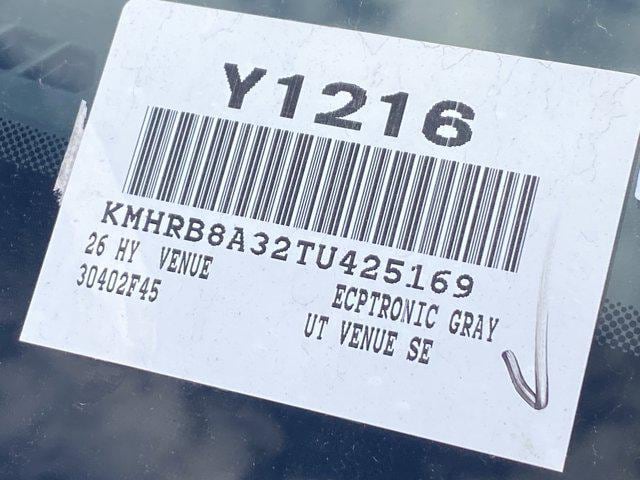 Y1216
KMHRB8A32TU425169
26 HY VENUE
30402F45
ECPTRONIC GRAY
UT VENUE SE